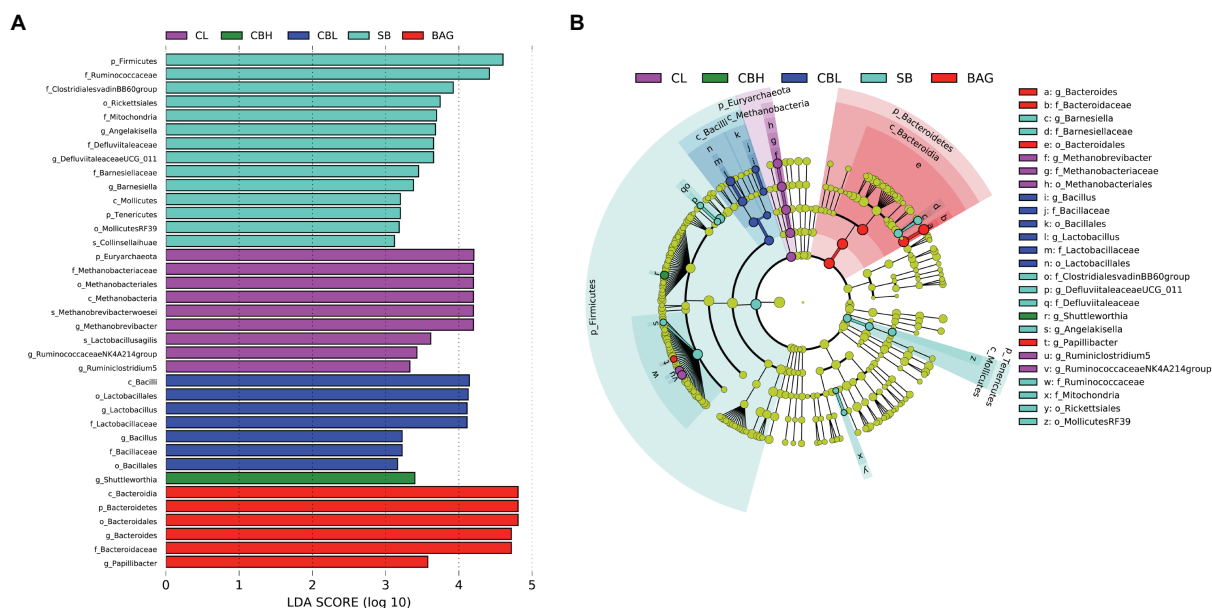 A
CL CBH CBL SB BAG
p_Firmicutes
f_Ruminococcaceae
f_ClostridialesvadinBB60group
o_Rickettsiales
f_Mitochondria
g_Angelakisella
f_Defluviitaleaceae
g_DefluviitaleaceaeUCG_011
f_Barnesiellaceae
g_Barnesiella
c_Mollicutes
p_Tenericutes
o_MollicutesRF39
s_Collinsellaihuae
p_Euryarchaeota
f_Methanobacteriaceae
o_Methanobacteriales
c_Methanobacteria
s_Methanobrevibacterwoesei
g_Methanobrevibacter
s_Lactobacillusagilis
g_RuminococcaceaeNK4A214group
g_Ruminiclostridium5
c_Bacilli
o_Lactobacillales
g_Lactobacillus
f_Lactobacillaceae
g_Bacillus
f_Bacillaceae
o_Bacillales
g_Shuttleworthia
c_Bacteroidia
p_Bacteroidetes
o_Bacteroidales
g_Bacteroides
f_Bacteroidaceae
g_Papillibacter
0 1 2 3 4 5
LDA SCORE (log 10)
B
CL CBH CBL SB BAG
p_Euryarchaeota
c_Methanobacteria
c_Bacilli
p_Bacteroidetes
c_Bacteroidia
p_Firmicutes
p_Tenericutes
c_Mollicutes
n
m
l
k
j
i
h
g
f
e
d
c
b
a
o
q
p
r
s
t
u
v
w
x
y
z
a: g_Bacteroides
b: f_Bacteroidaceae
c: g_Barnesiella
d: f_Barnesiellaceae
e: o_Bacteroidales
f: g_Methanobrevibacter
g: f_Methanobacteriaceae
h: o_Methanobacteriales
i: g_Bacillus
j: f_Bacillaceae
k: o_Bacillales
l: g_Lactobacillus
m: f_Lactobacillaceae
n: o_Lactobacillales
o: f_ClostridialesvadinBB60group
p: g_DefluviitaleaceaeUCG_011
q: f_Defluviitaleaceae
r: g_Shuttleworthia
s: g_Angelakisella
t: g_Papillibacter
u: g_Ruminiclostridium5
v: g_RuminococcaceaeNK4A214group
w: f_Ruminococcaceae
x: f_Mitochondria
y: o_Rickettsiales
z: o_MollicutesRF39